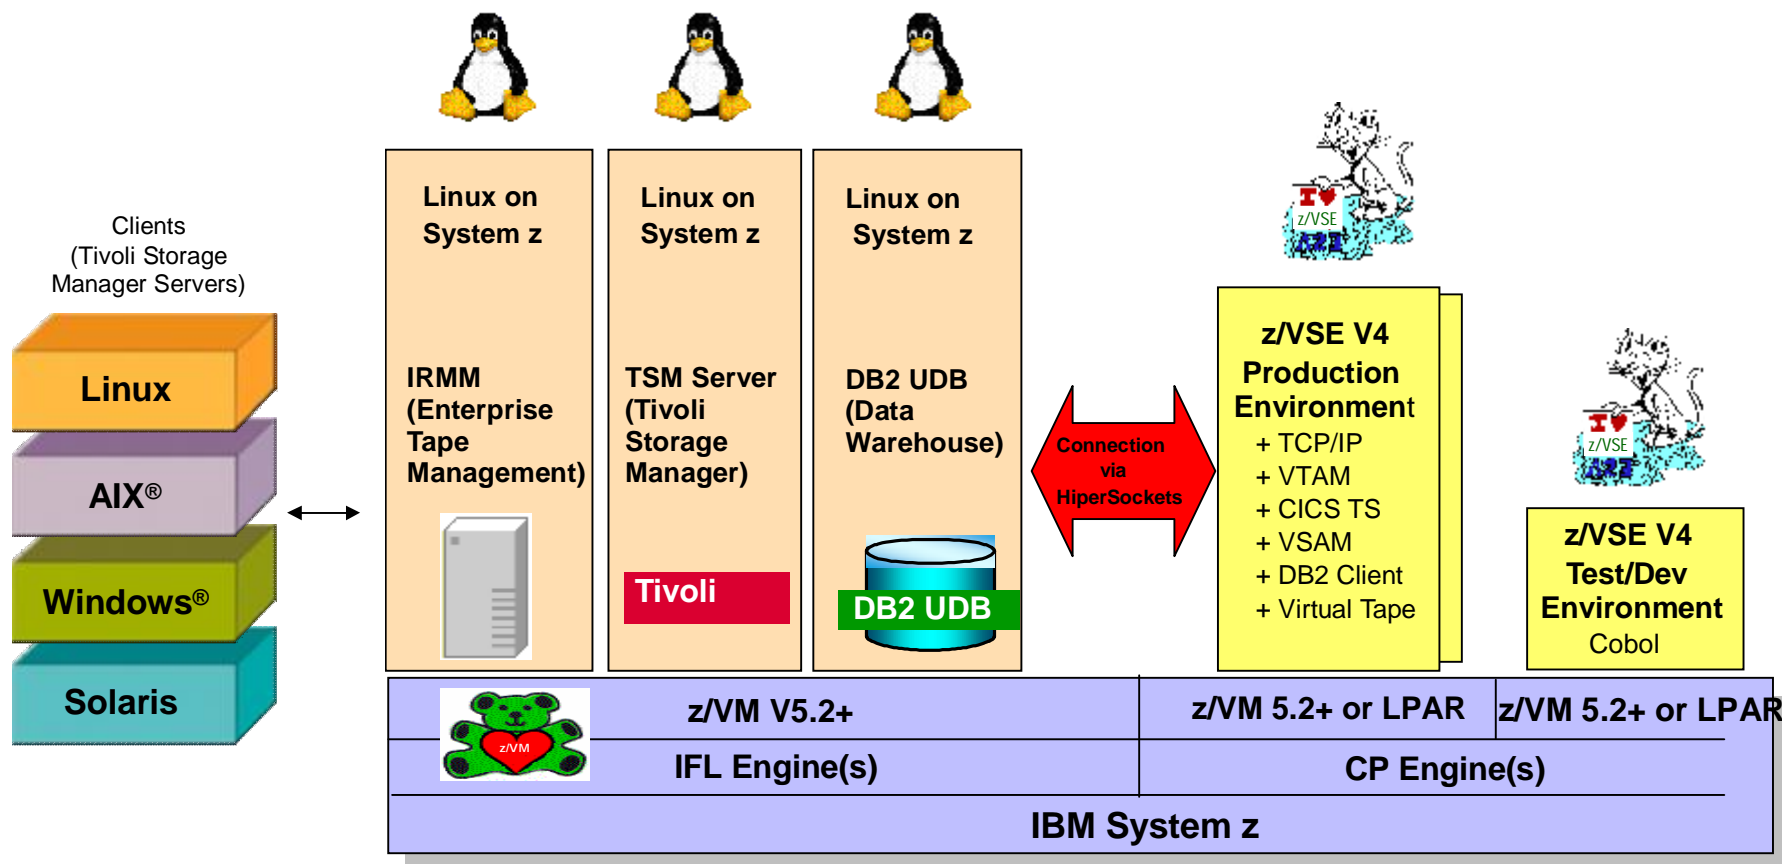 Clients
(Tivoli Storage
Manager Servers)
Linux
AIX®
Windows®
Solaris
Linux on
System z
IRMM
(Enterprise
Tape
Management)
Linux on
System z
TSM Server
(Tivoli
Storage
Manager)
Tivoli
Linux on
System z
DB2 UDB
(Data
Warehouse)
DB2 UDB
Connection
via
HiperSockets
I
z/VSE
z/VSE V4
Production
Environment
+ TCP/IP
+ VTAM
+ CICS TS
+ VSAM
+ DB2 Client
+ Virtual Tape
I
z/VSE
z/VSE V4
Test/Dev
Environment
Cobol
z/VM
z/VM V5.2+
z/VM 5.2+ or LPAR
z/VM 5.2+ or LPAR
IFL Engine(s)
CP Engine(s)
IBM System z